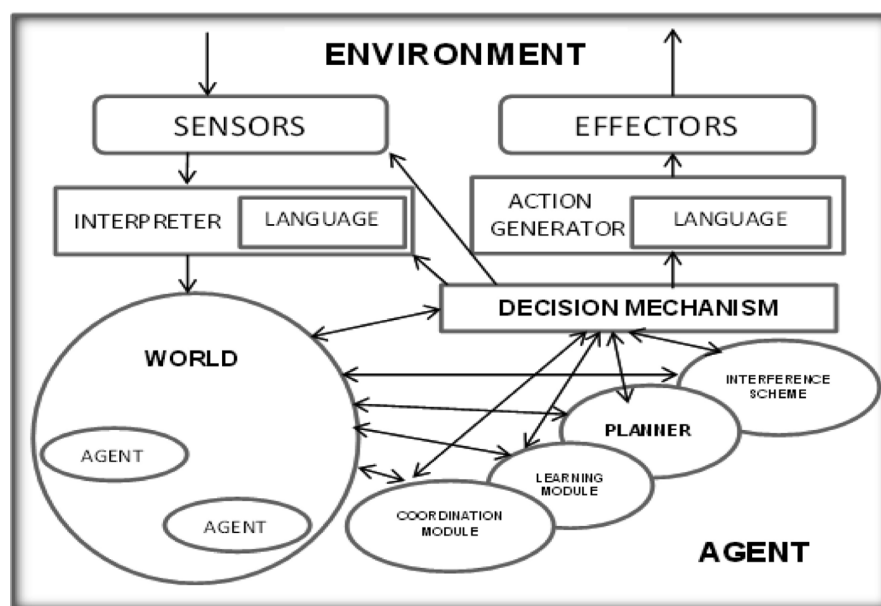 ENVIRONMENT
SENSORS
EFFECTORS
INTERPRETER
LANGUAGE
ACTION
GENERATOR
LANGUAGE
DECISION MECHANISM
WORLD
AGENT
AGENT
INTERFERENCE
SCHEME
PLANNER
LEARNING
MODULE
COORDINATION
MODULE
AGENT